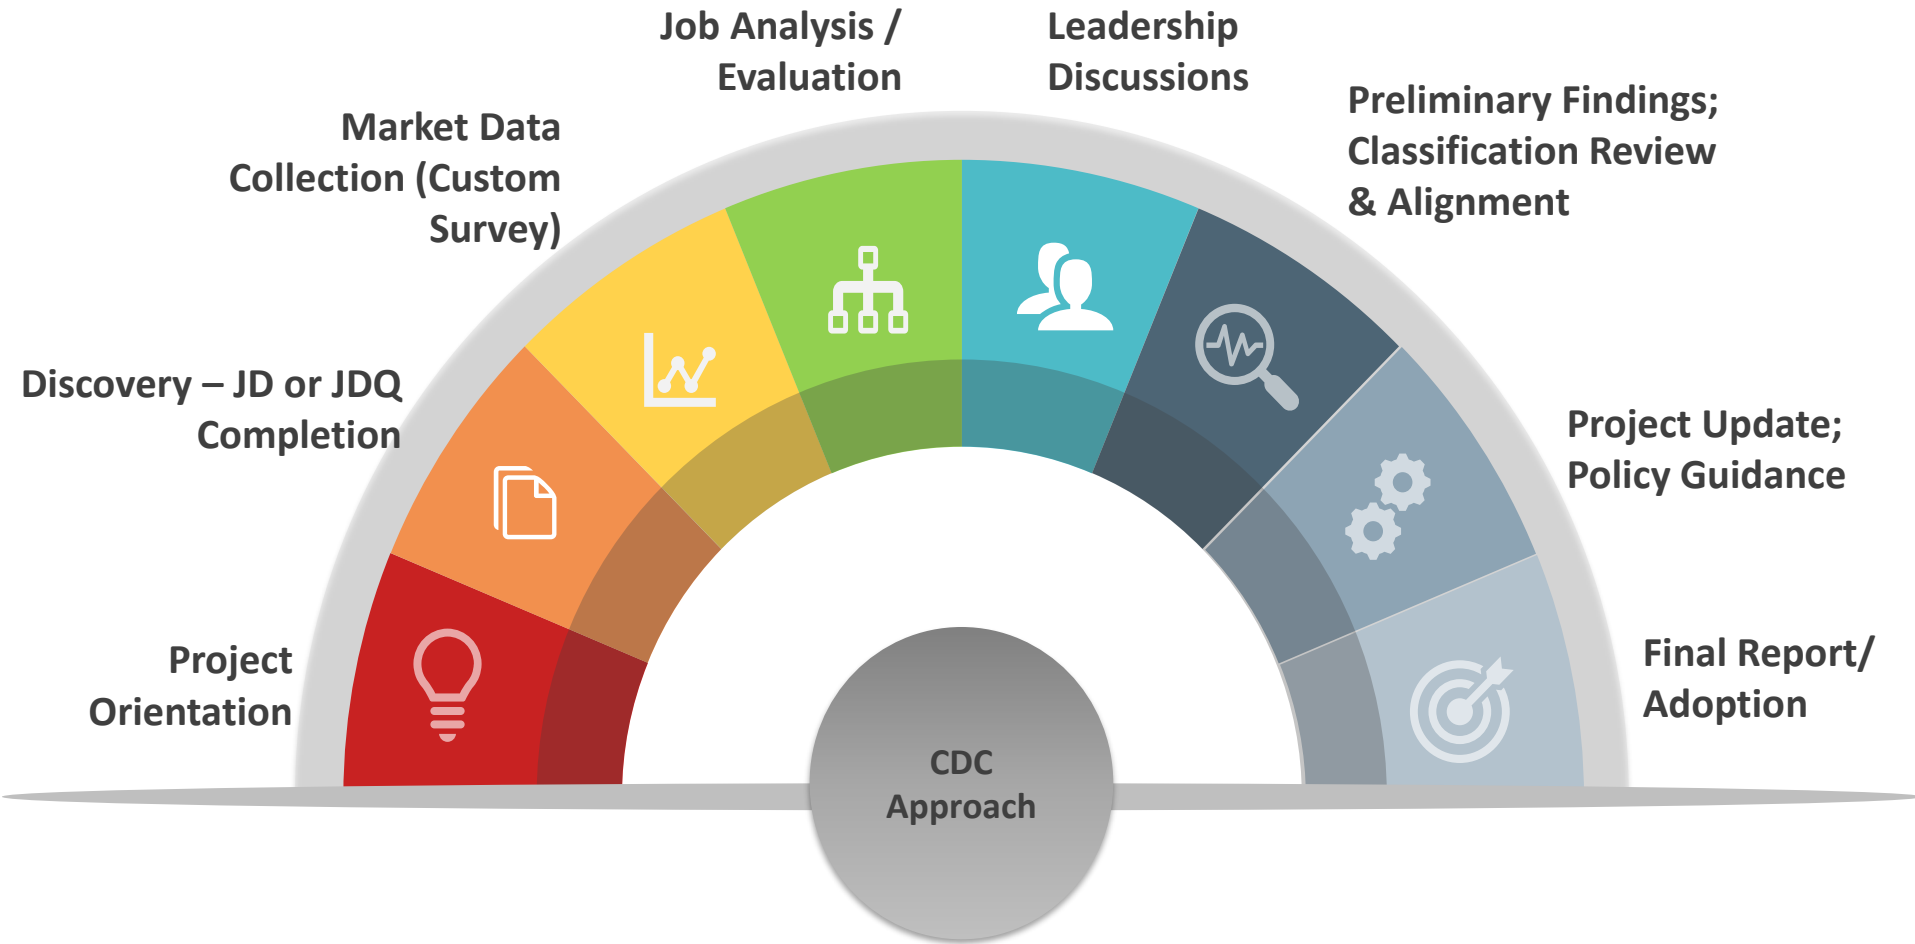 Project
Orientation
Discovery – JD or JDQ
Completion
Market Data
Collection (Custom
Survey)
Job Analysis /
Evaluation
Leadership
Discussions
Preliminary Findings;
Classification Review
& Alignment
Project Update;
Policy Guidance
Final Report/
Adoption
CDC
Approach